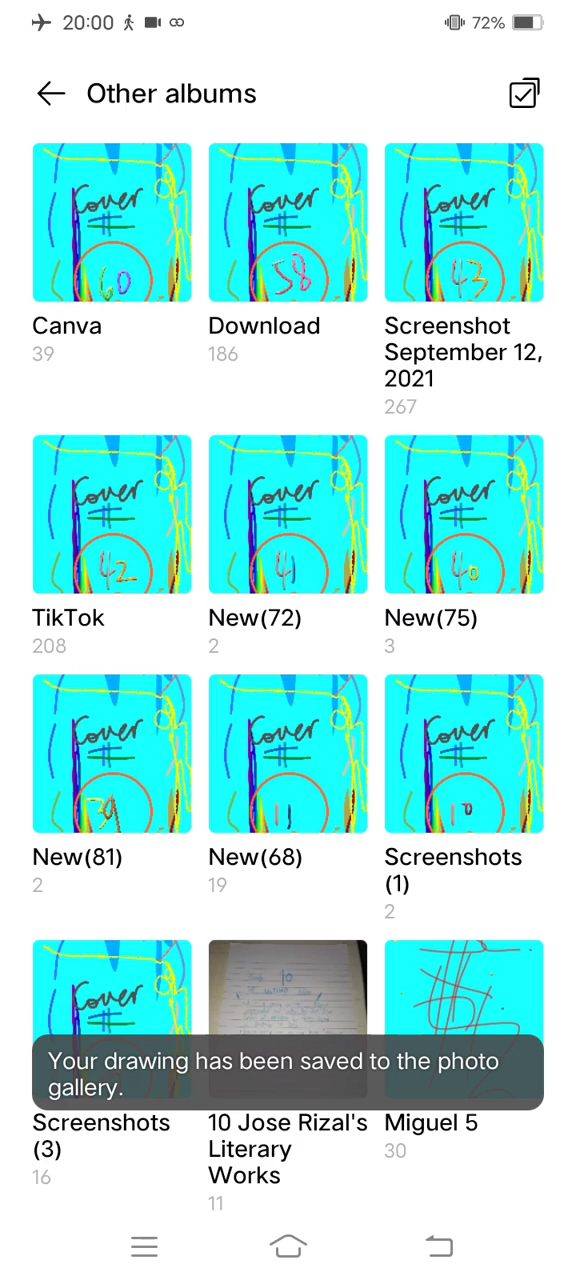 20:00
72%
Other albums
Cover
60
Cover
58
Cover
43
Canva
39
Download
186
Screenshot
September 12,
2021
267
Cover
42
Cover
41
Cover
40
TikTok
208
New(72)
2
New(75)
3
Cover
39
Cover
11
Cover
10
New(81)
2
New(68)
19
Screenshots
(1)
2
Cover
10
Your drawing has been saved to the photo
gallery.
Screenshots
(3)
16
10 Jose Rizal's
Literary
Works
11
Miguel 5
30